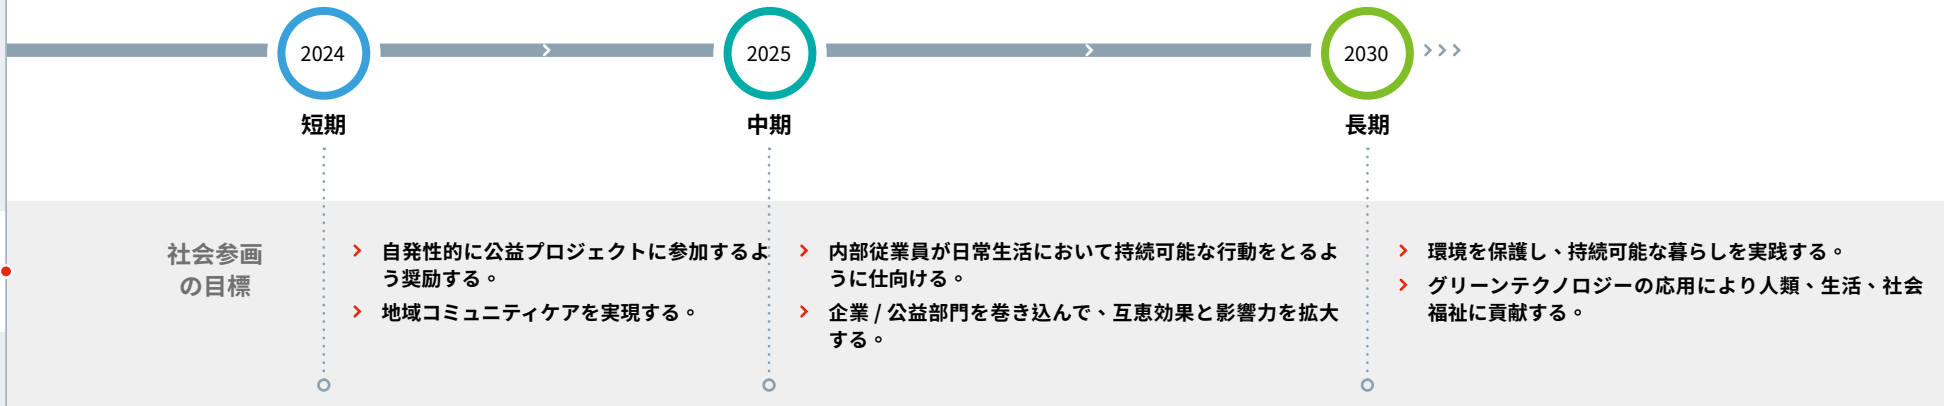 2024
2025
2030
短期
中期
長期
社会参画
の目標
自発性的に公益プロジェクトに参加するよ
う奨励する。
地域コミュニティケアを実現する。
内部従業員が日常生活において持続可能な行動をとるよ
うに仕向ける。
企業 / 公益部門を巻き込んで、互恵効果と影響力を拡大
する。
環境を保護し、持続可能な暮らしを実践する。
グリーンテクノロジーの応用により人類、生活、社会
福祉に貢献する。